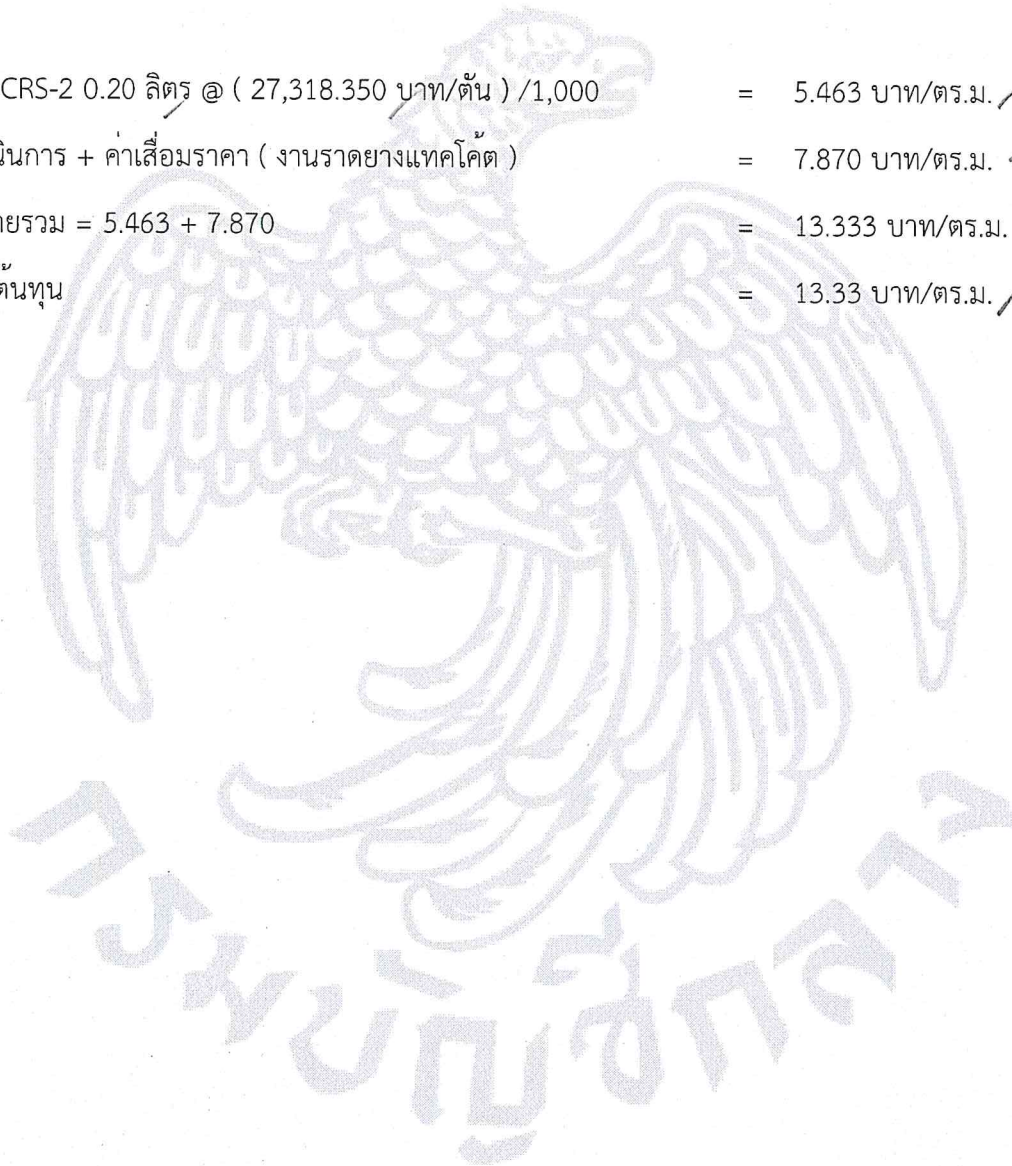 CRS-2 0.20 ลิตร @ ( 27,318.350 บาท/ตัน ) /1,000 = 5.463 บาท/ตร.ม.
นินการ + ค่าเสื่อมราคา ( งานราดยางแทคโค้ต ) = 7.870 บาท/ตร.ม.
ายรวม = 5.463 + 7.870 = 13.333 บาท/ตร.ม.
ต้นทุน = 13.33 บาท/ตร.ม.
กรมบัญชีกลาง